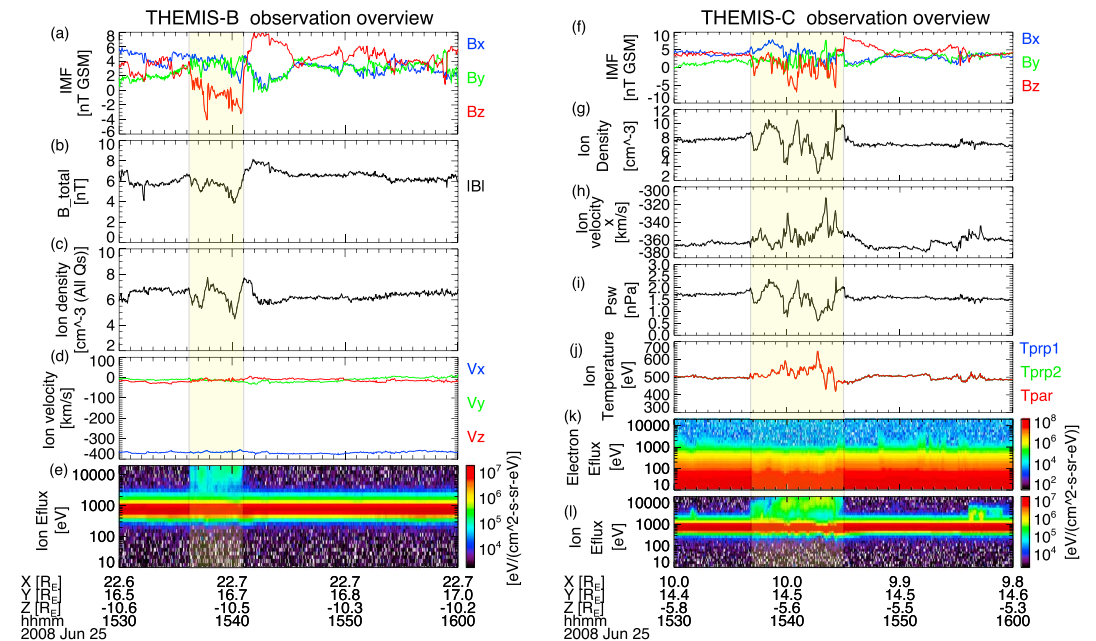 THEMIS-B observation overview
(a)
IMF
[nT GSM]
8
6
4
2
0
-2
-4
6
Bx
By
Bz
(b)
B_total
[nT]
10
8
6
4
2
0
|B|
(c)
Ion density
[cm^-3 (All Qs)
10
8
6
4
2
(d)
Ion velocity
[km/s]
100
0
-100
-200
-300
-400
Vx
Vy
Vz
(e)
Ion Eflux
[eV]
10000
1000
100
10
10^7
10^6
10^5
10^4
[eV/(cm^2-s-sr-eV)]
X [RE] 22.6 22.7 22.7 22.7
Y [RE] 16.5 16.7 16.8 17.0
Z [RE] -10.6 -10.5 -10.3 -10.2
hhmm 1530 1540 1550 1600
2008 Jun 25
THEMIS-C observation overview
(f)
IMF
[nT GSM]
10
5
0
-5
-10
Bx
By
Bz
(g)
Ion
Density
[cm^-3]
12
10
8
6
4
2
(h)
Ion
velocity
x
[km/s]
-300
-320
-340
-360
-380
(i)
Psw
[nPa]
3.0
2.5
2.0
1.5
1.0
0.5
0.0
(j)
Ion
Temperature
[eV]
700
600
500
400
300
Tprp1
Tprp2
Tpar
(k)
Electron
Eflux
[eV]
10000
1000
100
10
10^8
10^6
10^4
10^2
(l)
Ion
Eflux
[eV]
10000
1000
100
10
10^7
10^6
10^5
10^4
[eV/(cm^2-s-sr-eV)]
X [RE] 10.0 10.0 9.9 9.8
Y [RE] 14.4 14.5 14.5 14.6
Z [RE] -5.8 -5.6 -5.5 -5.3
hhmm 1530 1540 1550 1600
2008 Jun 25